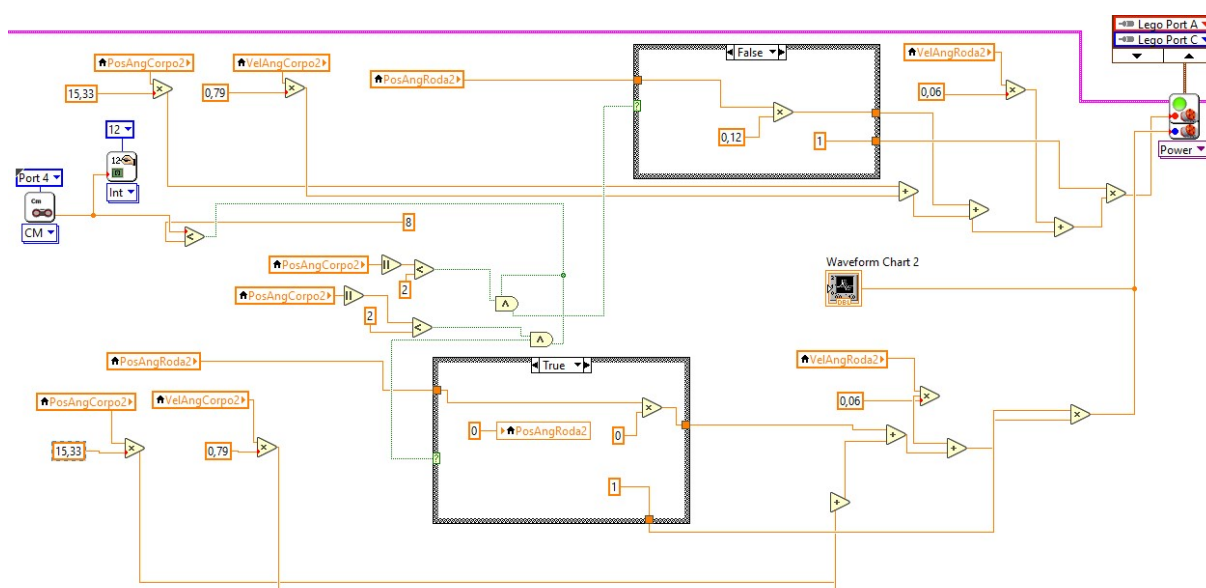 Lego Port A
Lego Port C
False
PosAngCorpo2
VelAngCorpo2
VelAngRoda2
PosAngRoda2
15,33
0,79
0,06
12
0,12
1
Power
Port 4
Int
Cm
CM
8
PosAngCorpo2
2
Waveform Chart 2
DBL
PosAngCorpo2
2
True
PosAngRoda2
VelAngRoda2
PosAngCorpo2
VelAngCorpo2
0,06
0
PosAngRoda2
0
15,33
0,79
1